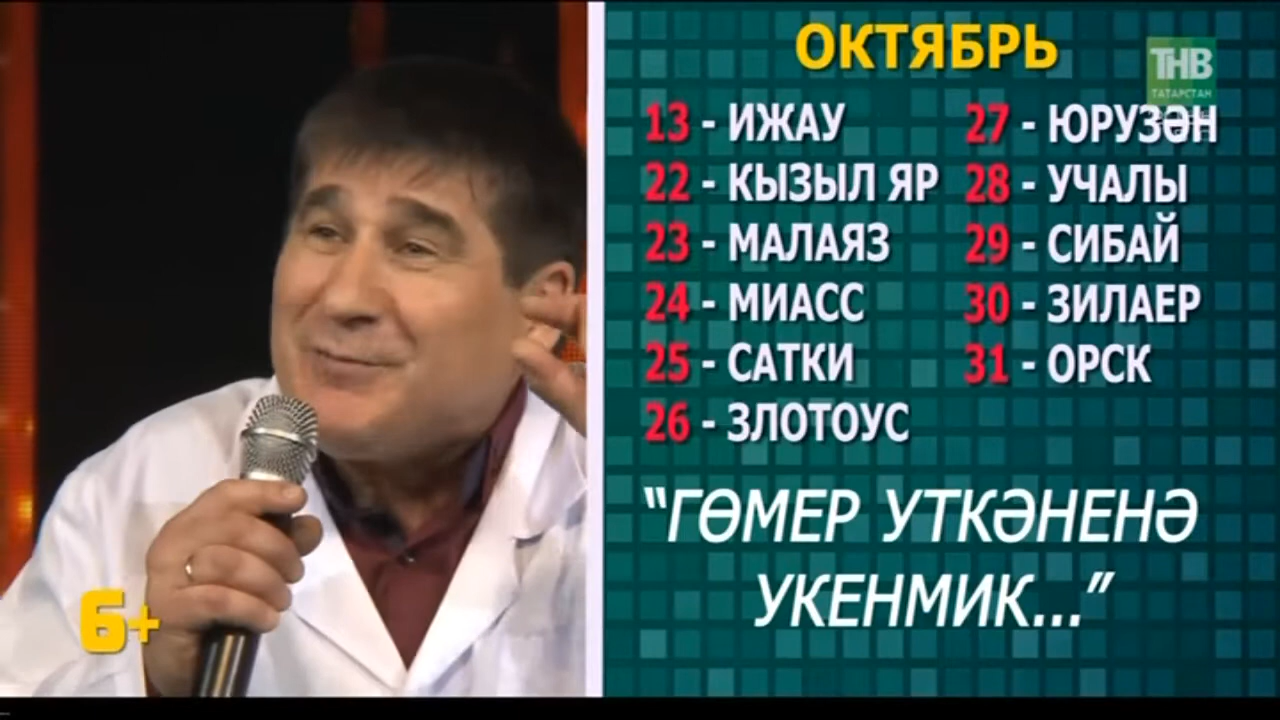 ОКТЯБРЬ
ТНВ
ТАТАРСТАН
13 - ИЖАУ
22 - КЫЗЫЛ ЯР
23 - МАЛАЯЗ
24 - МИАСС
25 - САТКИ
26 - ЗЛОТОУС
27 - ЮРУЗӘН
28 - УЧАЛЫ
29 - СИБАЙ
30 - ЗИЛАЕР
31 - ОРСК
“ГӨМЕР УТКӘНЕНӘ
УКЕНМИК...”
6+